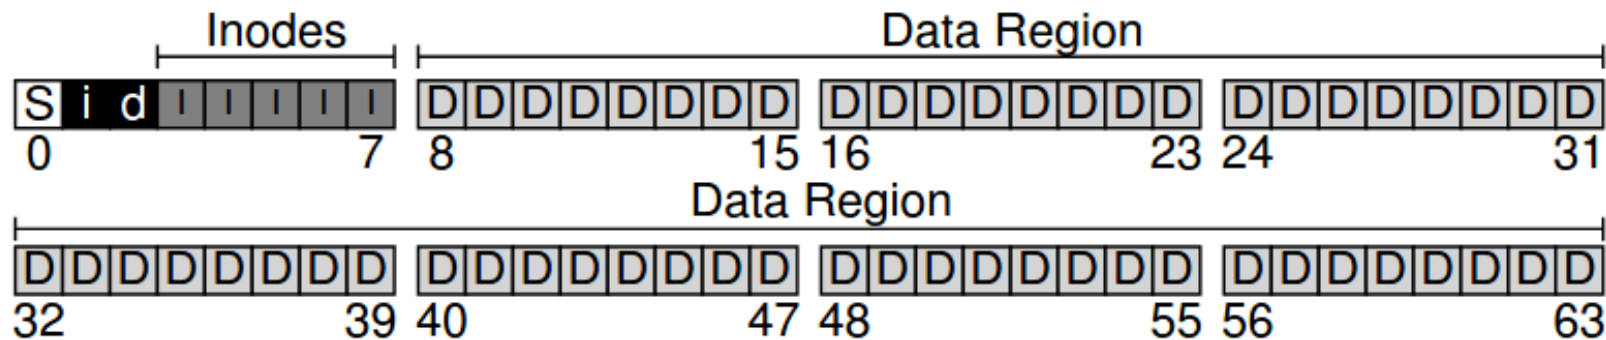 Inodes Data Region
S i d I I I I I D D D D D D D D D D D D D D D D D D D D D D D D
0 7 8 15 16 23 24 31
Data Region
D D D D D D D D D D D D D D D D D D D D D D D D D D D D D D D D
32 39 40 47 48 55 56 63